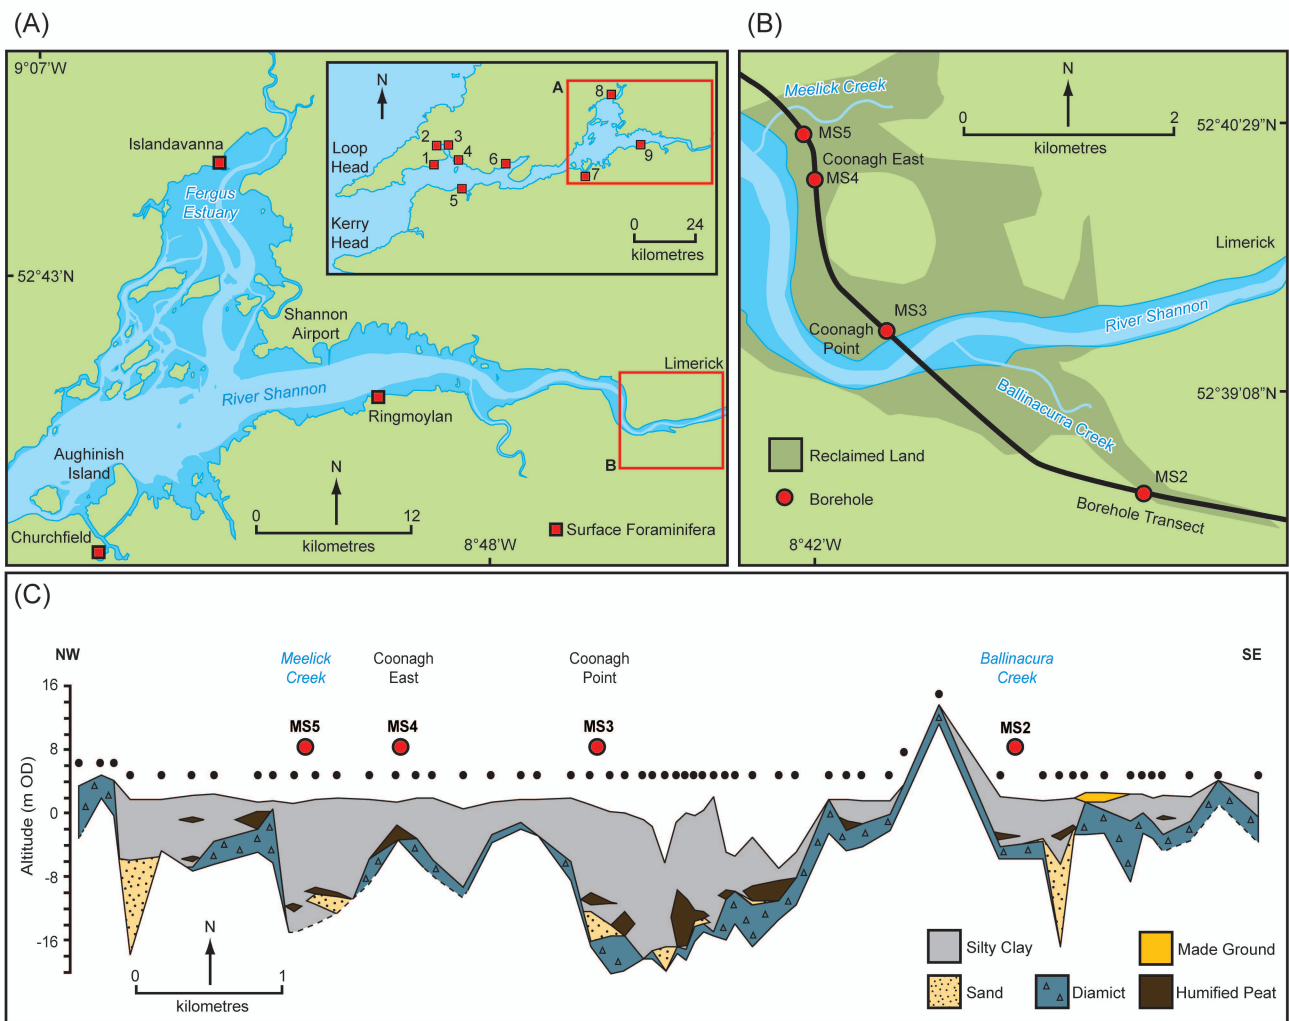 (A)
9°07'W
Islandavanna
Fergus
Estuary
52°43'N
Shannon
Airport
River Shannon
Ringmoylan
Limerick
B
Aughinish
Island
Churchfield
N
0 12
kilometres
8°48'W
Surface Foraminifera
N
A
Loop
Head
Kerry
Head
1
2
3
4
5
6
7
8
9
0 24
kilometres
(B)
Meelick Creek
MS5
Coonagh East
MS4
N
0 2
kilometres
52°40'29"N
Limerick
MS3
Coonagh
Point
River Shannon
52°39'08"N
Ballinacurra Creek
Reclaimed Land
Borehole
MS2
Borehole Transect
8°42'W
(C)
NW
SE
Meelick
Creek
Coonagh
East
Coonagh
Point
Ballinacura
Creek
MS5
MS4
MS3
MS2
Altitude (m OD)
16
8
0
-8
-16
N
0 1
kilometres
Silty Clay
Made Ground
Sand
Diamict
Humified Peat